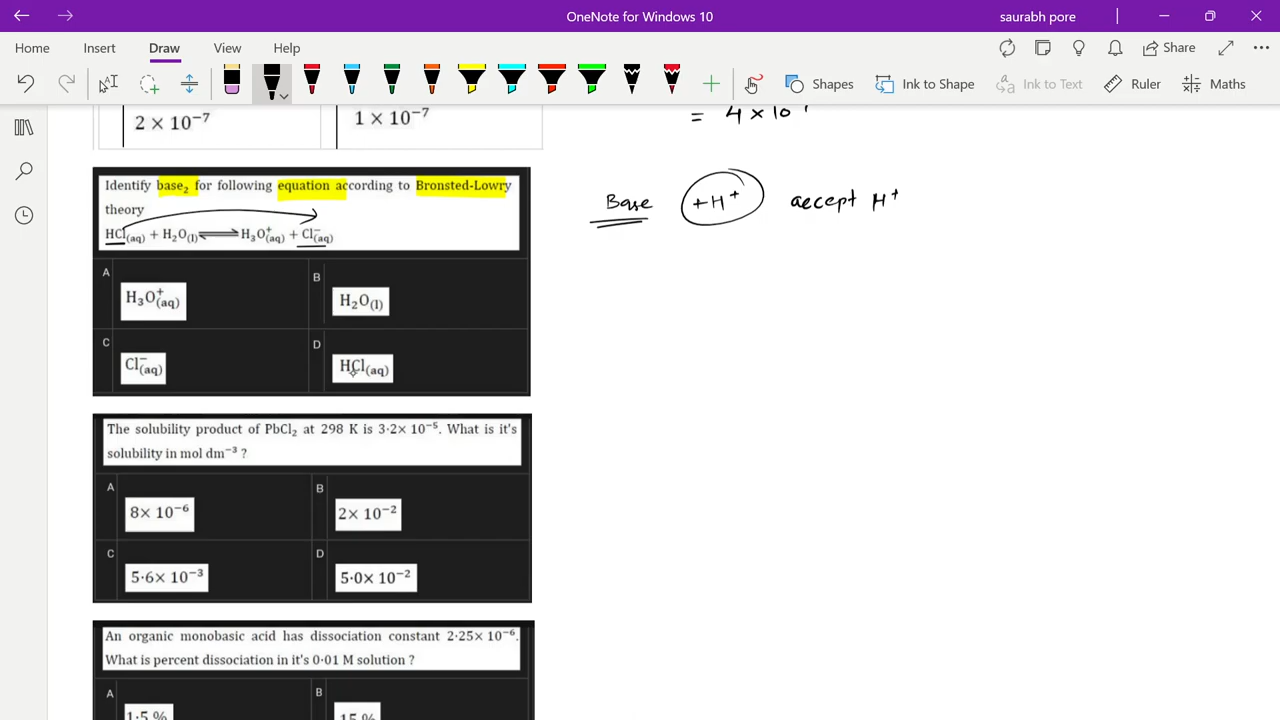 OneNote for Windows 10
saurabh pore
Home Insert Draw View Help
Share
Shapes Ink to Shape Ink to Text Ruler Maths
2 × 10⁻⁷
1 × 10⁻⁷
= 4 × 10
Identify base₂ for following equation according to Bronsted-Lowry
theory
HCl(aq) + H₂O(l) ⇌ H₃O⁺(aq) + Cl⁻(aq)
Base +H⁺ accept H⁺
A H₃O⁺(aq)
B H₂O(l)
C Cl⁻(aq)
D HCl(aq)
The solubility product of PbCl₂ at 298 K is 3·2× 10⁻⁵. What is it's
solubility in mol dm⁻³ ?
A 8× 10⁻⁶
B 2× 10⁻²
C 5·6× 10⁻³
D 5·0× 10⁻²
An organic monobasic acid has dissociation constant 2·25× 10⁻⁶.
What is percent dissociation in it's 0·01 M solution ?
A 1·5 %
B 15 %